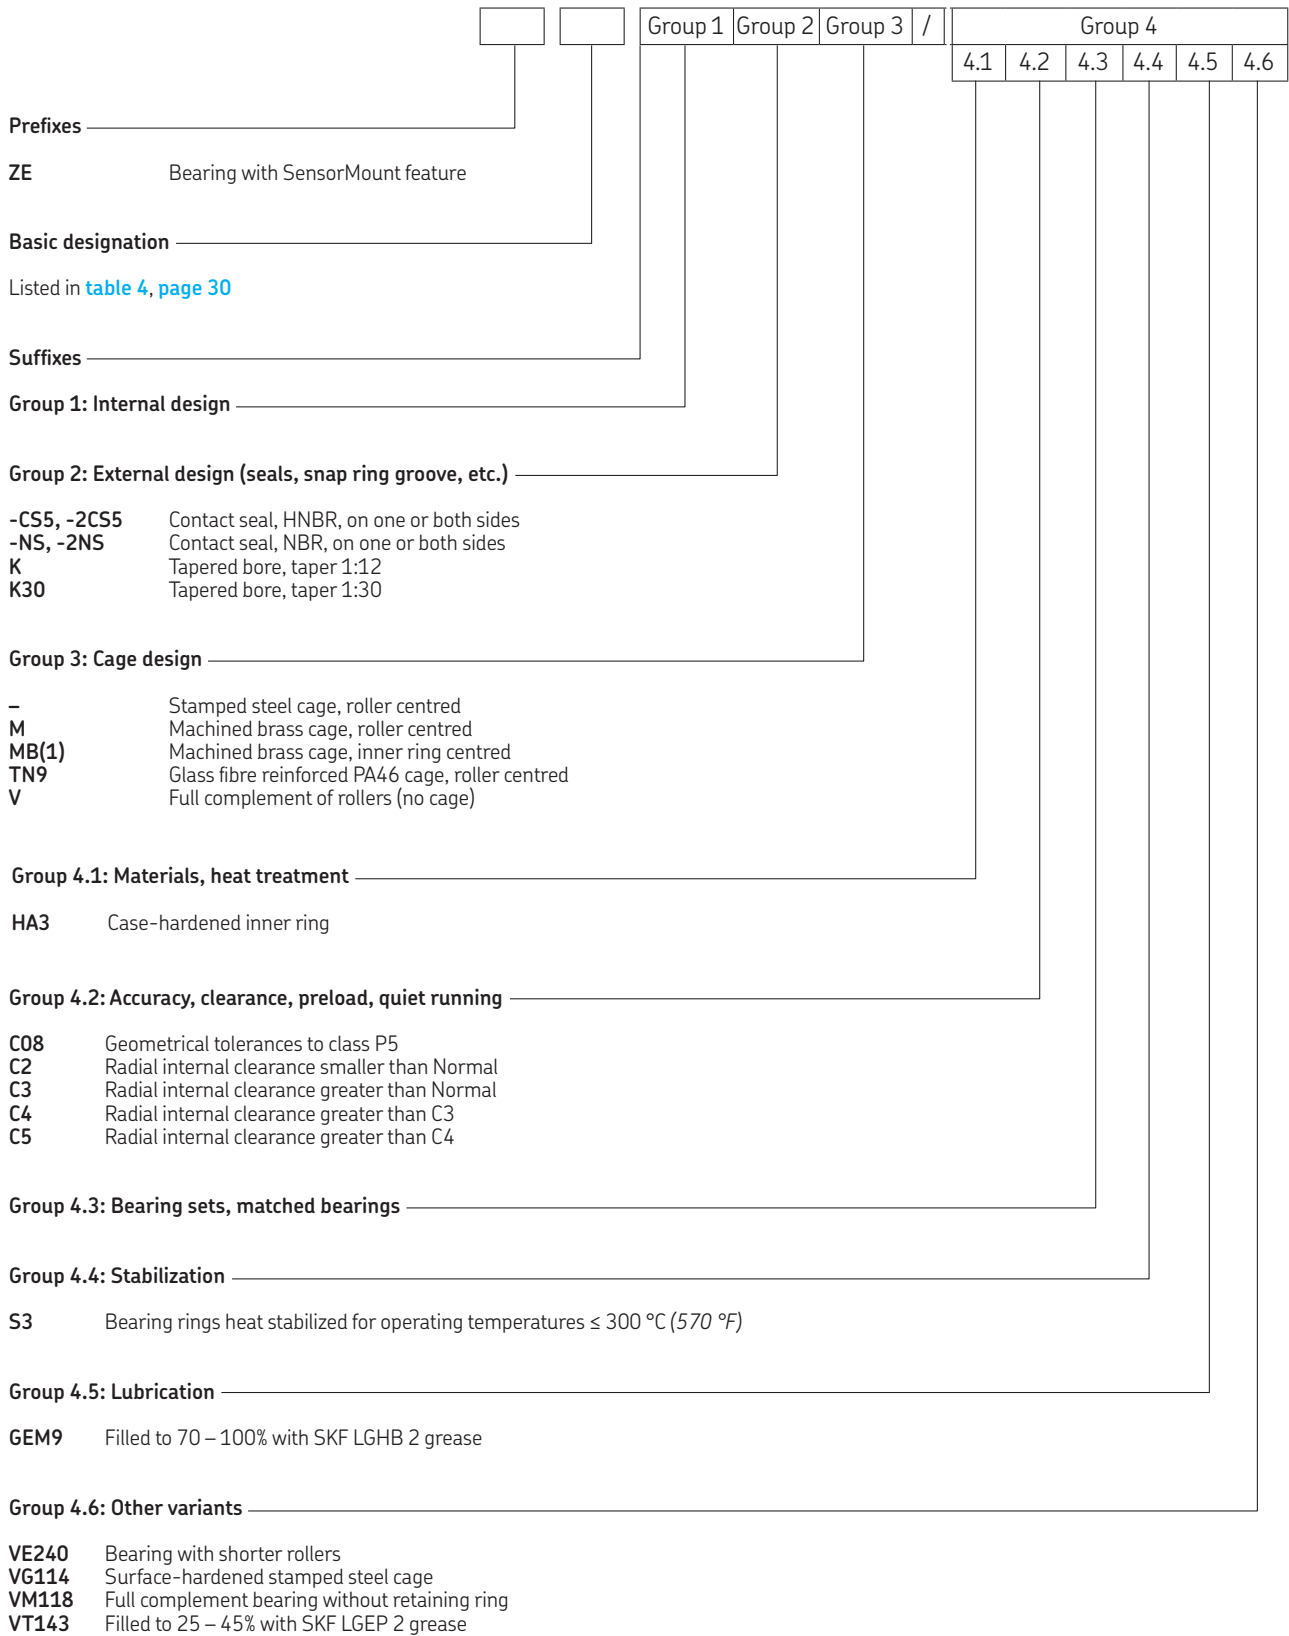 Group 1 Group 2 Group 3 / Group 4
4.1 4.2 4.3 4.4 4.5 4.6
Prefixes
ZE Bearing with SensorMount feature
Basic designation
Listed in table 4, page 30
Suffixes
Group 1: Internal design
Group 2: External design (seals, snap ring groove, etc.)
-CS5, -2CS5 Contact seal, HNBR, on one or both sides
-NS, -2NS Contact seal, NBR, on one or both sides
K Tapered bore, taper 1:12
K30 Tapered bore, taper 1:30
Group 3: Cage design
– Stamped steel cage, roller centred
M Machined brass cage, roller centred
MB(1) Machined brass cage, inner ring centred
TN9 Glass fibre reinforced PA46 cage, roller centred
V Full complement of rollers (no cage)
Group 4.1: Materials, heat treatment
HA3 Case-hardened inner ring
Group 4.2: Accuracy, clearance, preload, quiet running
C08 Geometrical tolerances to class P5
C2 Radial internal clearance smaller than Normal
C3 Radial internal clearance greater than Normal
C4 Radial internal clearance greater than C3
C5 Radial internal clearance greater than C4
Group 4.3: Bearing sets, matched bearings
Group 4.4: Stabilization
S3 Bearing rings heat stabilized for operating temperatures ≤ 300 °C (570 °F)
Group 4.5: Lubrication
GEM9 Filled to 70 – 100% with SKF LGHB 2 grease
Group 4.6: Other variants
VE240 Bearing with shorter rollers
VG114 Surface-hardened stamped steel cage
VM118 Full complement bearing without retaining ring
VT143 Filled to 25 – 45% with SKF LGEP 2 grease